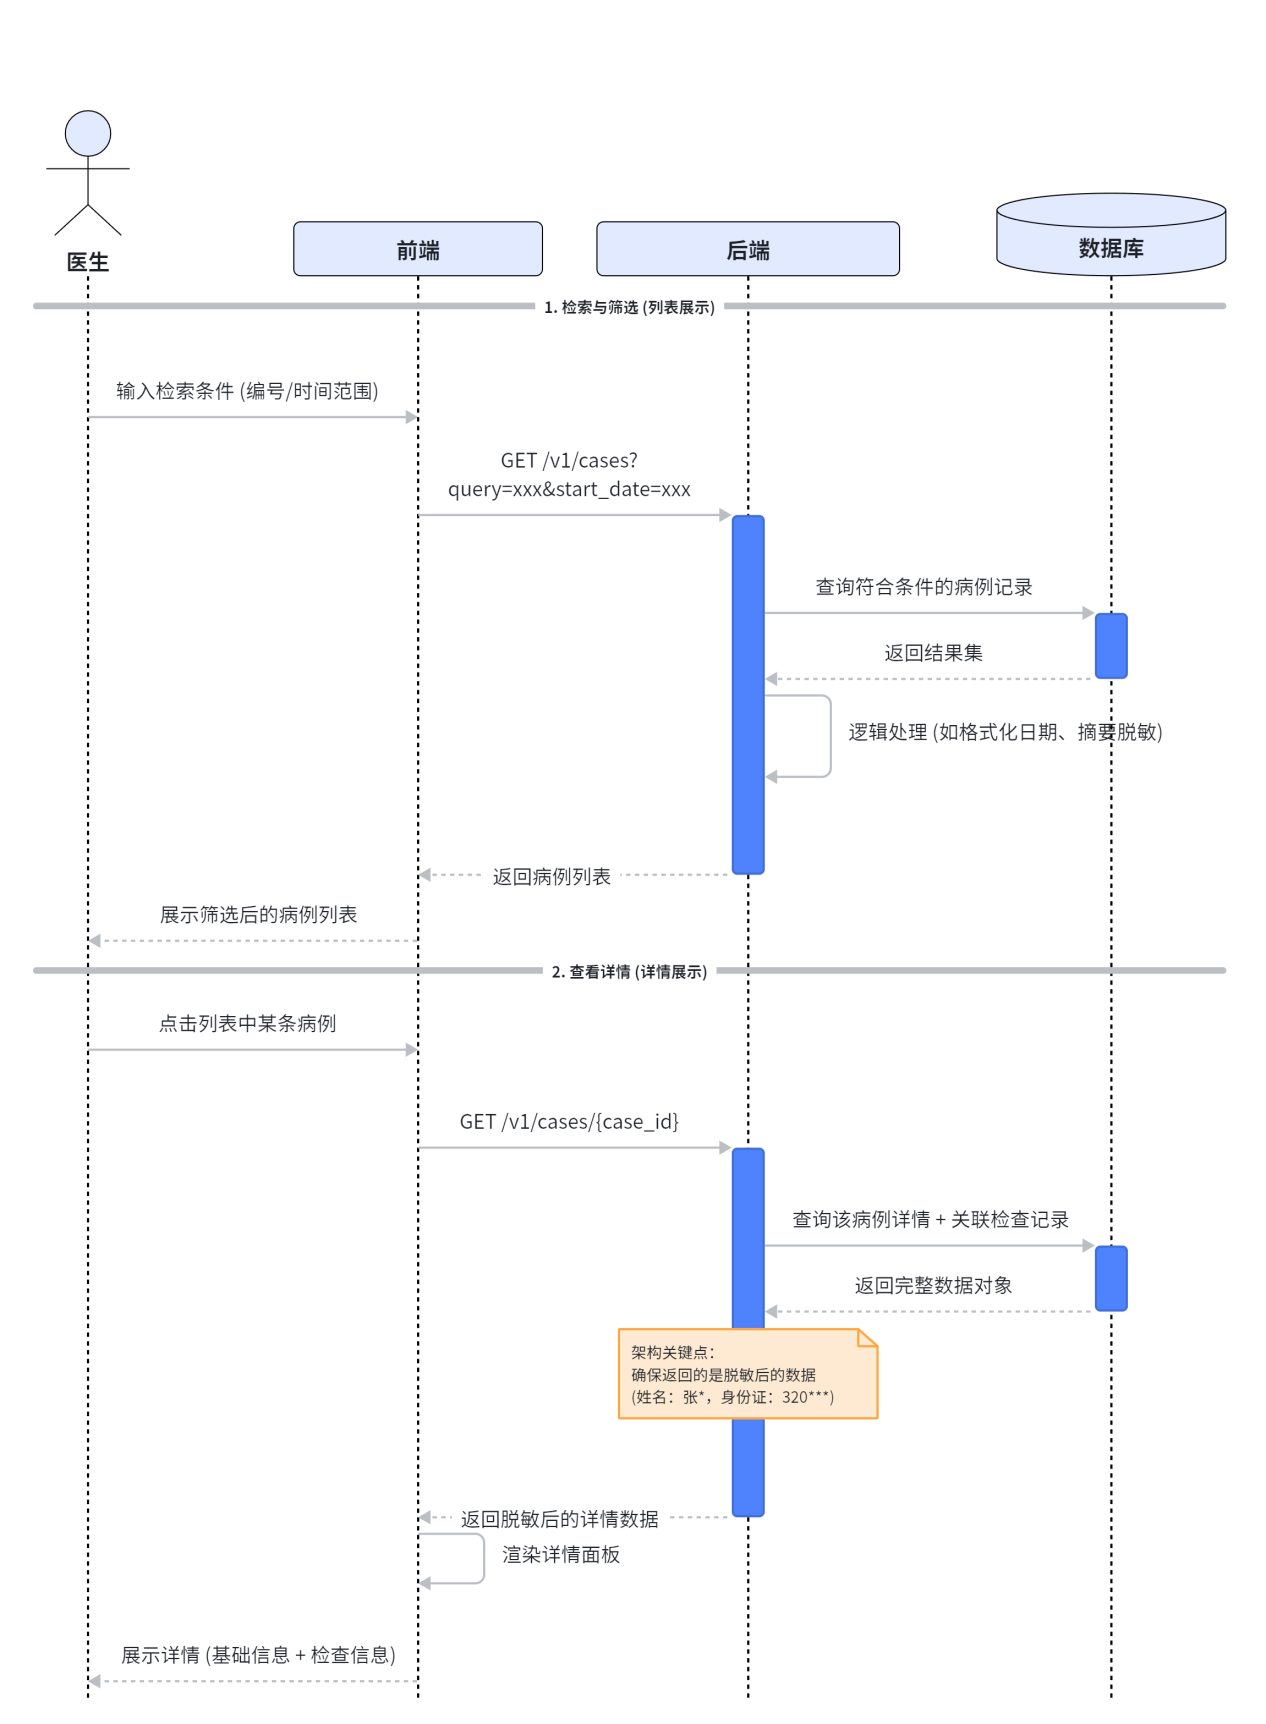 医生
前端
后端
数据库
1. 检索与筛选 (列表展示)
输入检索条件 (编号/时间范围)
GET /v1/cases?
query=xxx&start_date=xxx
查询符合条件的病例记录
返回结果集
逻辑处理 (如格式化日期、摘要脱敏)
返回病例列表
展示筛选后的病例列表
2. 查看详情 (详情展示)
点击列表中某条病例
GET /v1/cases/{case_id}
查询该病例详情 + 关联检查记录
返回完整数据对象
架构关键点：
确保返回的是脱敏后的数据
(姓名：张*，身份证：320***)
返回脱敏后的详情数据
渲染详情面板
展示详情 (基础信息 + 检查信息)